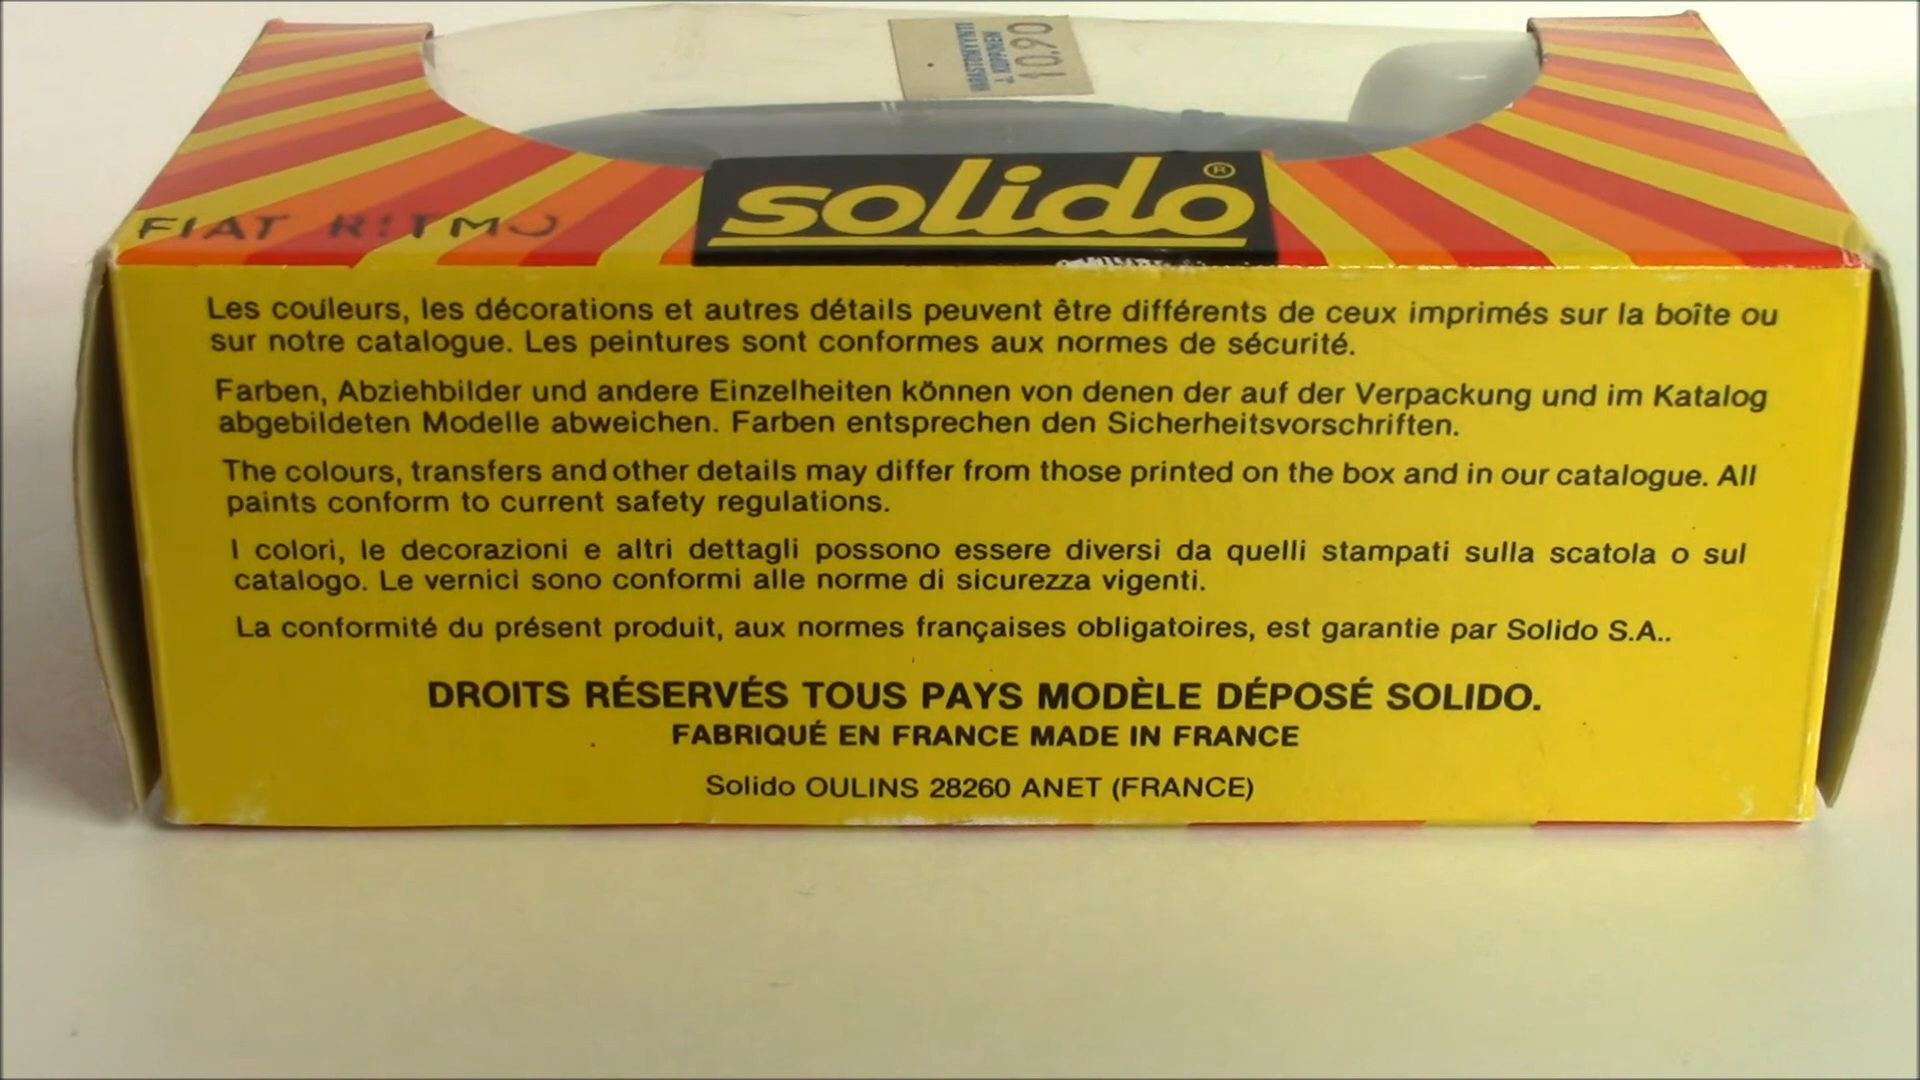 10.90
FIAT RITMO
solido®
Les couleurs, les décorations et autres détails peuvent être différents de ceux imprimés sur la boîte ou
sur notre catalogue. Les peintures sont conformes aux normes de sécurité.
Farben, Abziehbilder und andere Einzelheiten können von denen der auf der Verpackung und im Katalog
abgebildeten Modelle abweichen. Farben entsprechen den Sicherheitsvorschriften.
The colours, transfers and other details may differ from those printed on the box and in our catalogue. All
paints conform to current safety regulations.
I colori, le decorazioni e altri dettagli possono essere diversi da quelli stampati sulla scatola o sul
catalogo. Le vernici sono conformi alle norme di sicurezza vigenti.
La conformité du présent produit, aux normes françaises obligatoires, est garantie par Solido S.A..
DROITS RÉSERVÉS TOUS PAYS MODÈLE DÉPOSÉ SOLIDO.
FABRIQUÉ EN FRANCE MADE IN FRANCE
Solido OULINS 28260 ANET (FRANCE)